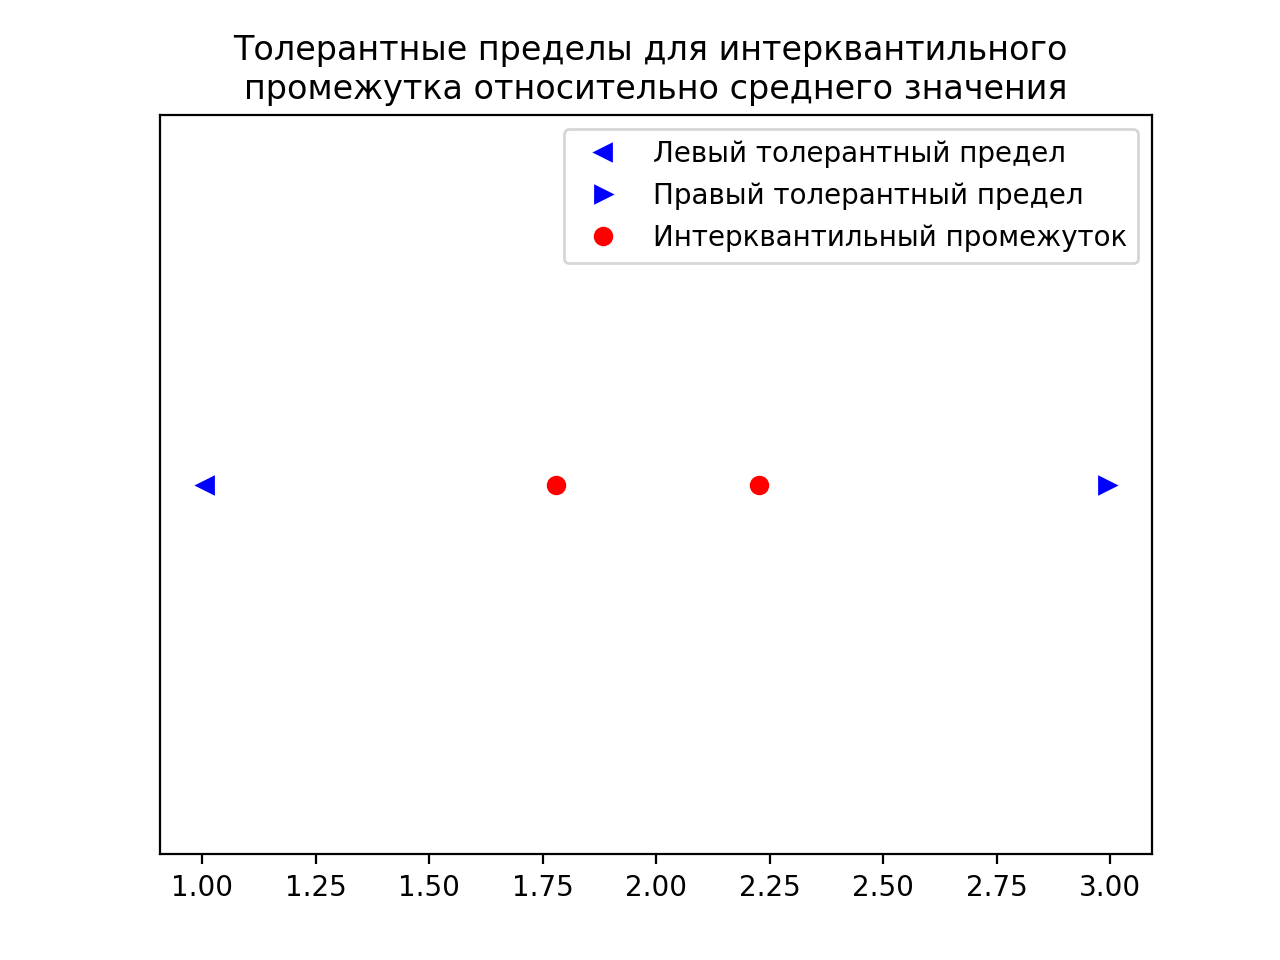 Толерантные пределы для интерквантильного
промежутка относительно среднего значения
Левый толерантный предел
Правый толерантный предел
Интерквантильный промежуток
1.00 1.25 1.50 1.75 2.00 2.25 2.50 2.75 3.00